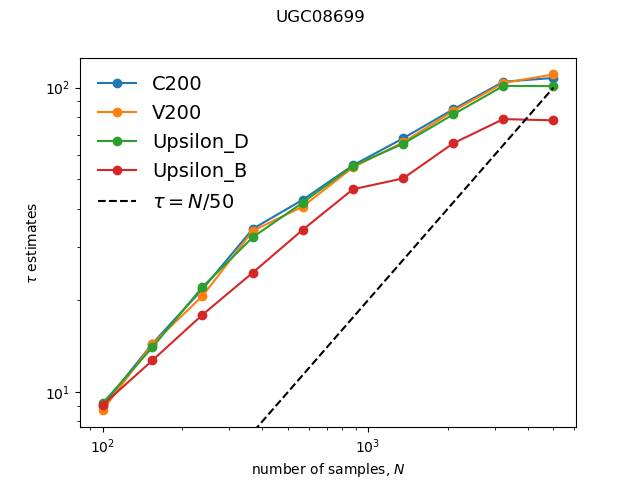 UGC08699
C200
V200
Upsilon_D
Upsilon_B
τ = N/50
10²
10¹
τ estimates
10² 10³
number of samples, N